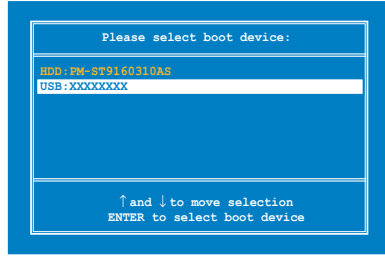 Please select boot device:
HDD:PM-ST9160310AS
USB:XXXXXXXX
↑ and ↓ to move selection
ENTER to select boot device